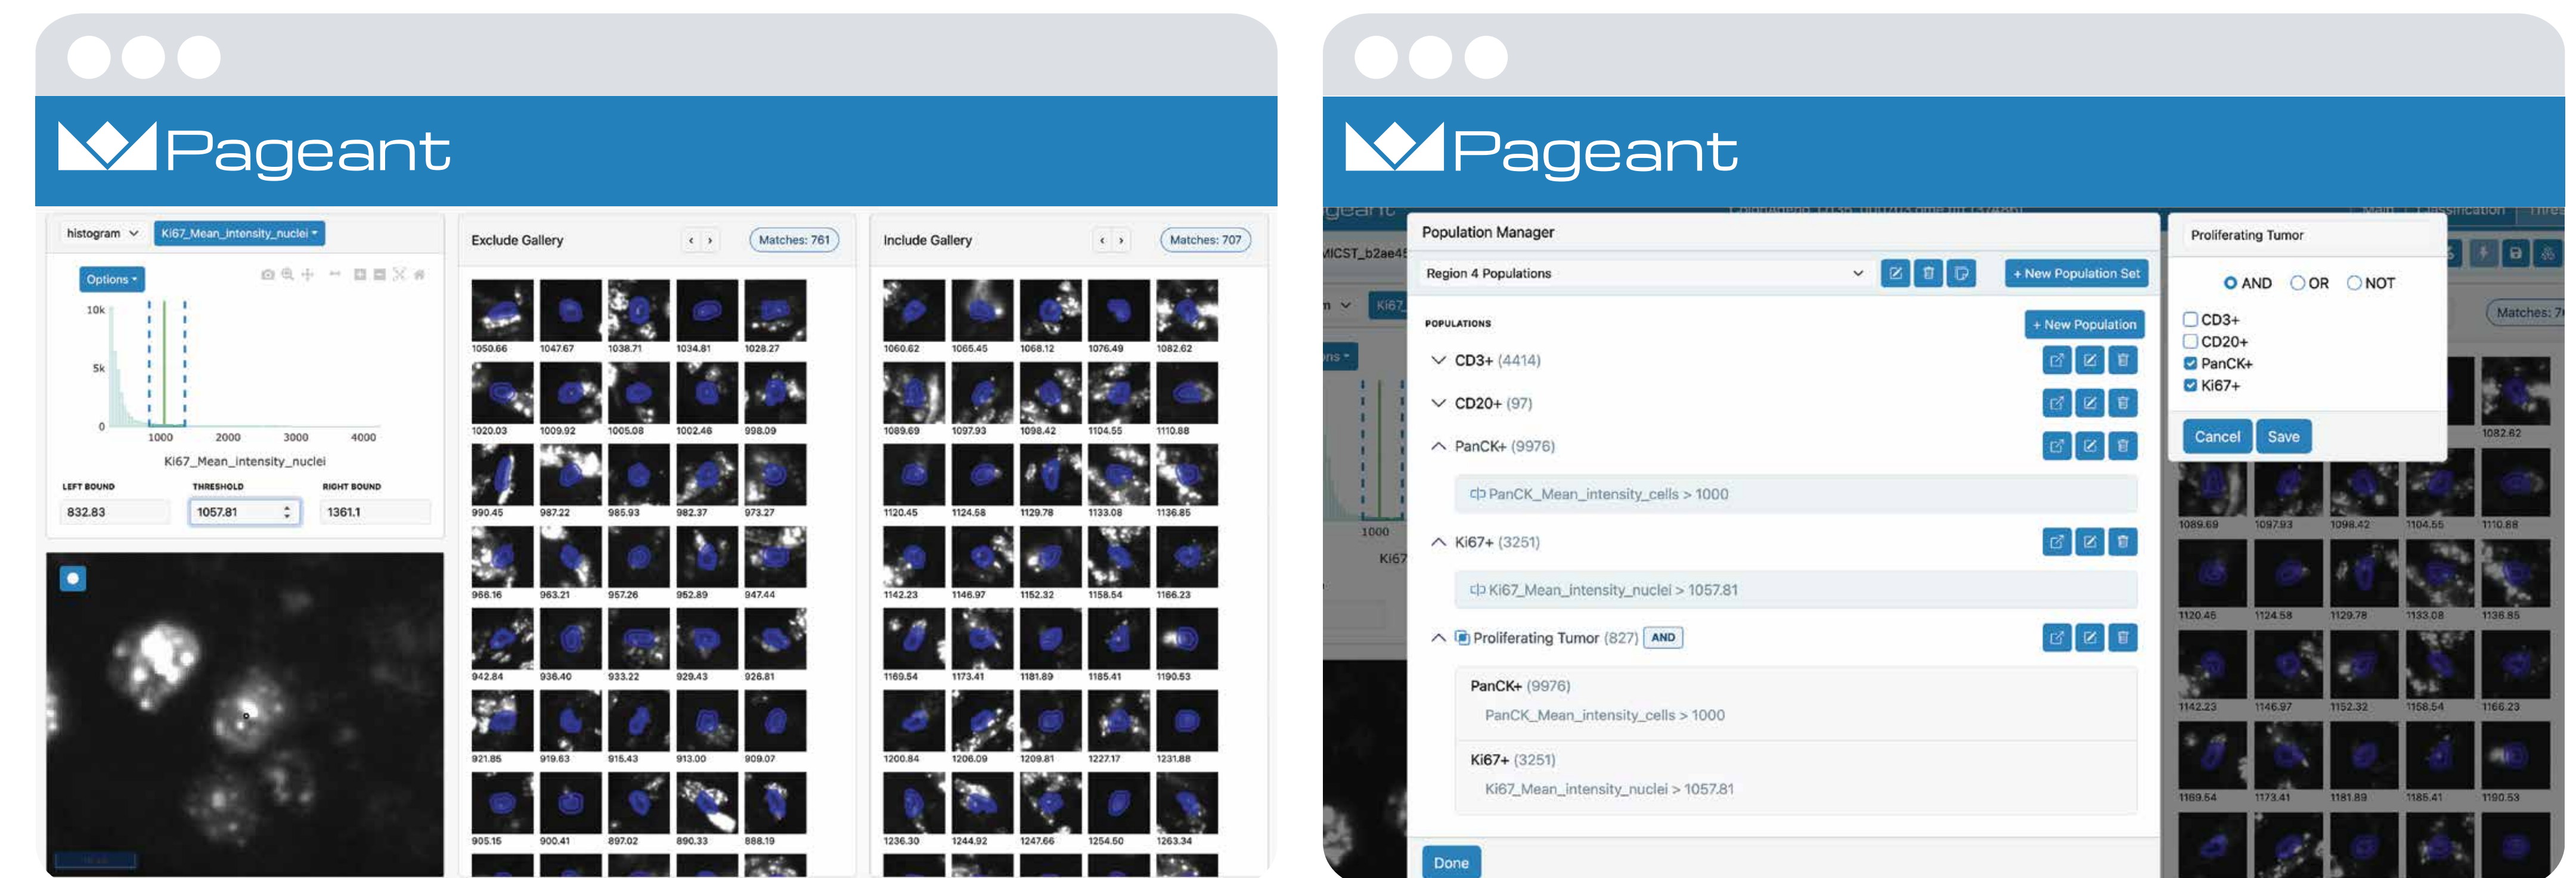 Pageant
histogram
Ki67_Mean_intensity_nuclei
Options
10k
5k
0
1000 2000 3000 4000
Ki67_Mean_intensity_nuclei
LEFT BOUND THRESHOLD RIGHT BOUND
832.83 1057.81 1361.1
Exclude Gallery
Matches: 761
1050.66 1047.67 1038.71 1034.81 1028.27
1020.03 1009.92 1005.08 1002.46 998.09
990.45 987.22 985.93 982.37 973.27
968.16 963.21 957.26 952.89 947.44
942.84 936.40 933.22 929.43 926.81
921.85 919.63 915.43 913.00 909.07
905.15 900.41 897.02 890.33 888.19
Include Gallery
Matches: 707
1060.62 1065.45 1068.12 1076.49 1082.62
1089.69 1097.93 1098.42 1104.55 1110.88
1120.45 1124.58 1129.78 1133.08 1136.85
1142.23 1146.97 1152.32 1158.54 1166.23
1169.54 1173.41 1181.89 1185.41 1190.53
1200.84 1206.09 1209.81 1227.17 1231.88
1236.30 1244.92 1247.66 1254.50 1263.34
Pageant
Population Manager
Region 4 Populations
+ New Population Set
POPULATIONS
+ New Population
CD3+ (4414)
CD20+ (97)
PanCK+ (9976)
PanCK_Mean_intensity_cells > 1000
Ki67+ (3251)
Ki67_Mean_intensity_nuclei > 1057.81
Proliferating Tumor (827) AND
PanCK+ (9976)
PanCK_Mean_intensity_cells > 1000
Ki67+ (3251)
Ki67_Mean_intensity_nuclei > 1057.81
Done
Proliferating Tumor
AND OR NOT
CD3+
CD20+
PanCK+
Ki67+
Cancel Save
1000
Ki67
Matches: 7
1082.62
1089.69 1097.93 1098.42 1104.55 1110.88
1120.45 1124.58 1129.78 1133.08 1136.85
1142.23 1146.97 1152.32 1158.54 1166.23
1169.54 1173.41 1181.89 1185.41 1190.53